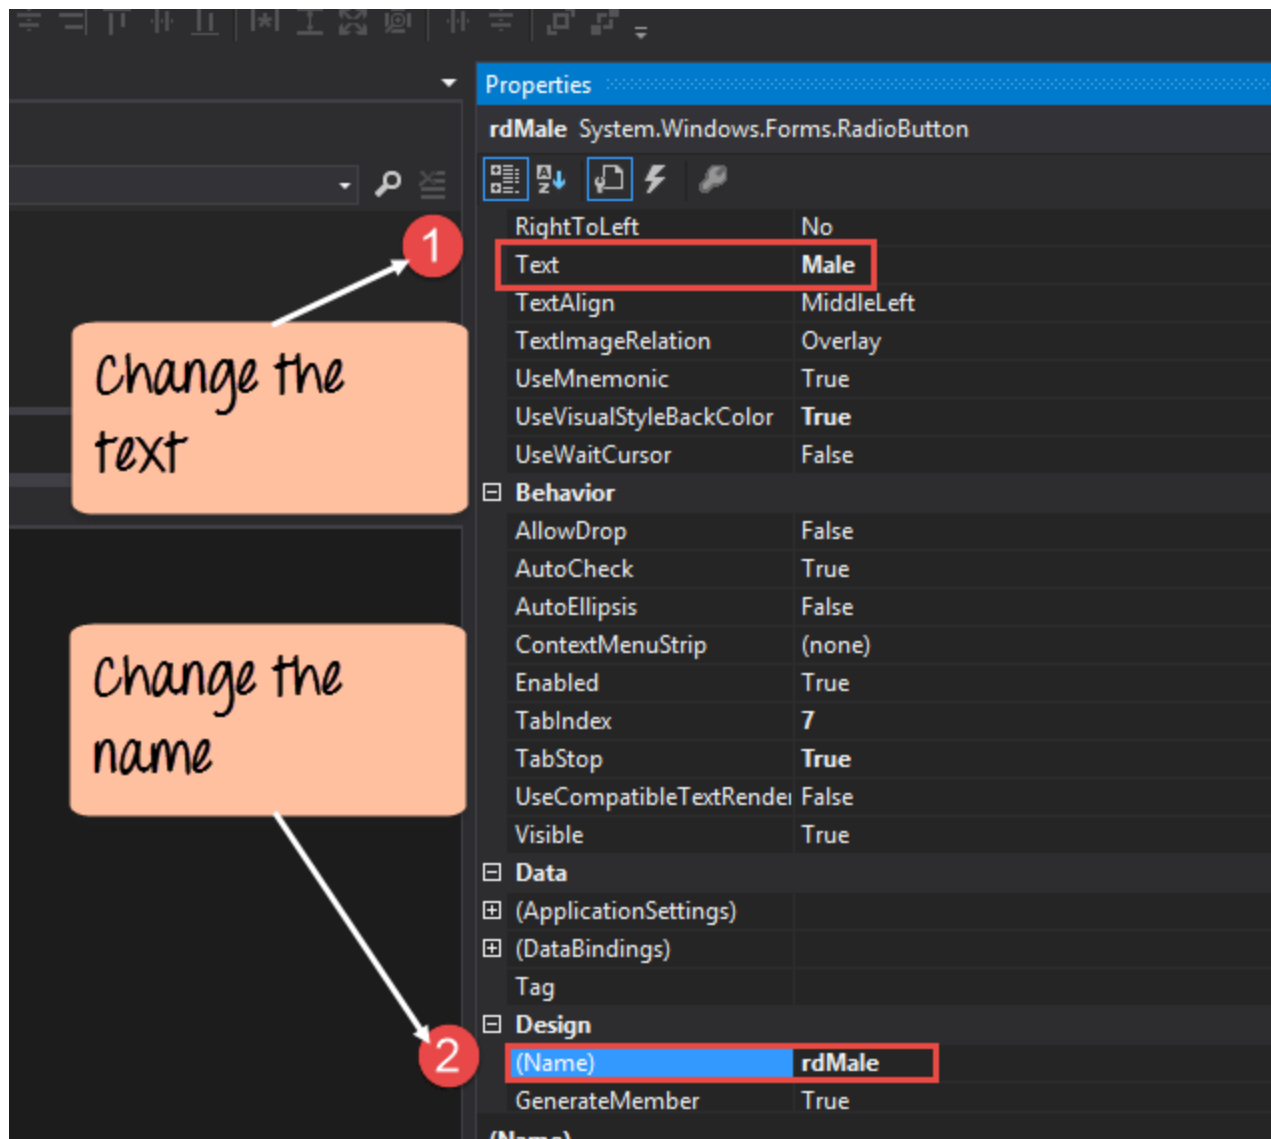 Properties
rdMale System.Windows.Forms.RadioButton
RightToLeft No
1
Text Male
TextAlign MiddleLeft
Change the
text
TextImageRelation Overlay
UseMnemonic True
UseVisualStyleBackColor True
UseWaitCursor False
Behavior
AllowDrop False
AutoCheck True
AutoEllipsis False
Change the
name
ContextMenuStrip (none)
Enabled True
TabIndex 7
TabStop True
UseCompatibleTextRender False
Visible True
Data
(ApplicationSettings)
(DataBindings)
Tag
Design
2
(Name) rdMale
GenerateMember True
(Name)